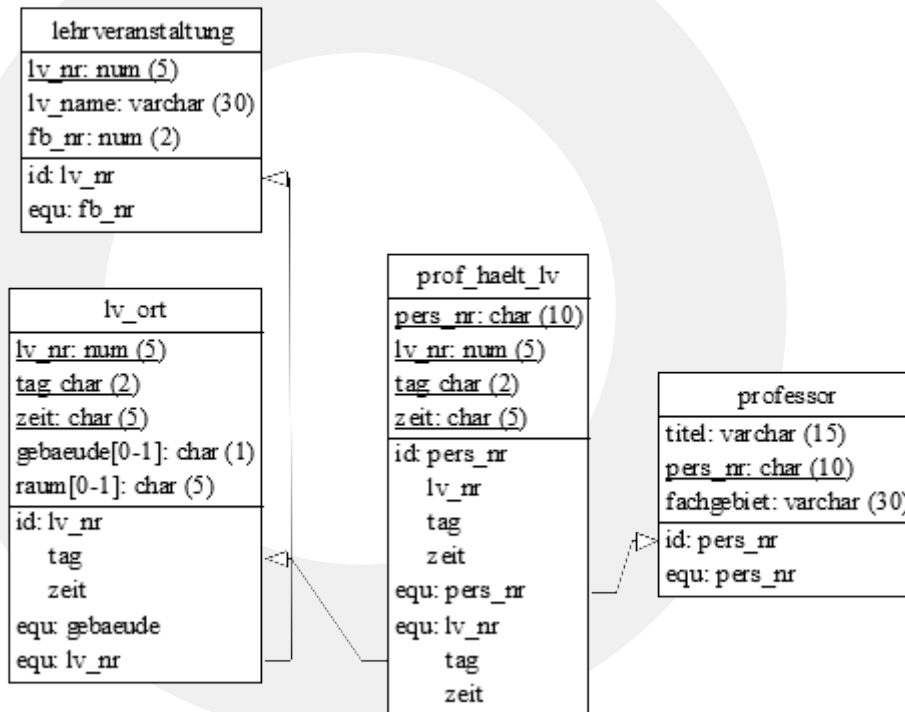 lehrveranstaltung
lv_nr: num (5)
lv_name: varchar (30)
fb_nr: num (2)
id: lv_nr
equ: fb_nr
lv_ort
lv_nr: num (5)
tag char (2)
zeit: char (5)
gebaeude[0-1]: char (1)
raum[0-1]: char (5)
id: lv_nr
tag
zeit
equ: gebaeude
equ: lv_nr
prof_haelt_lv
pers_nr: char (10)
lv_nr: num (5)
tag char (2)
zeit: char (5)
id: pers_nr
lv_nr
tag
zeit
equ: pers_nr
equ: lv_nr
tag
zeit
professor
titel: varchar (15)
pers_nr: char (10)
fachgebiet: varchar (30)
id: pers_nr
equ: pers_nr